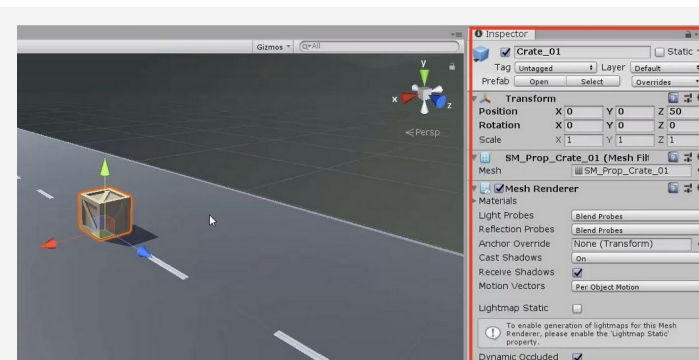 Gizmos
All
y
x
z
Persp
Inspector
Crate_01
Static
Tag Untagged Layer Default
Prefab Open Select Overrides
Transform
Position X 0 Y 0 Z 50
Rotation X 0 Y 0 Z 0
Scale X 1 Y 1 Z 1
SM_Prop_Crate_01 (Mesh Filt
Mesh SM_Prop_Crate_01
Mesh Renderer
Materials
Light Probes Blend Probes
Reflection Probes Blend Probes
Anchor Override None (Transform)
Cast Shadows On
Receive Shadows
Motion Vectors Per Object Motion
Lightmap Static
To enable generation of lightmaps for this Mesh
Renderer, please enable the 'Lightmap Static'
property.
Dynamic Occluded